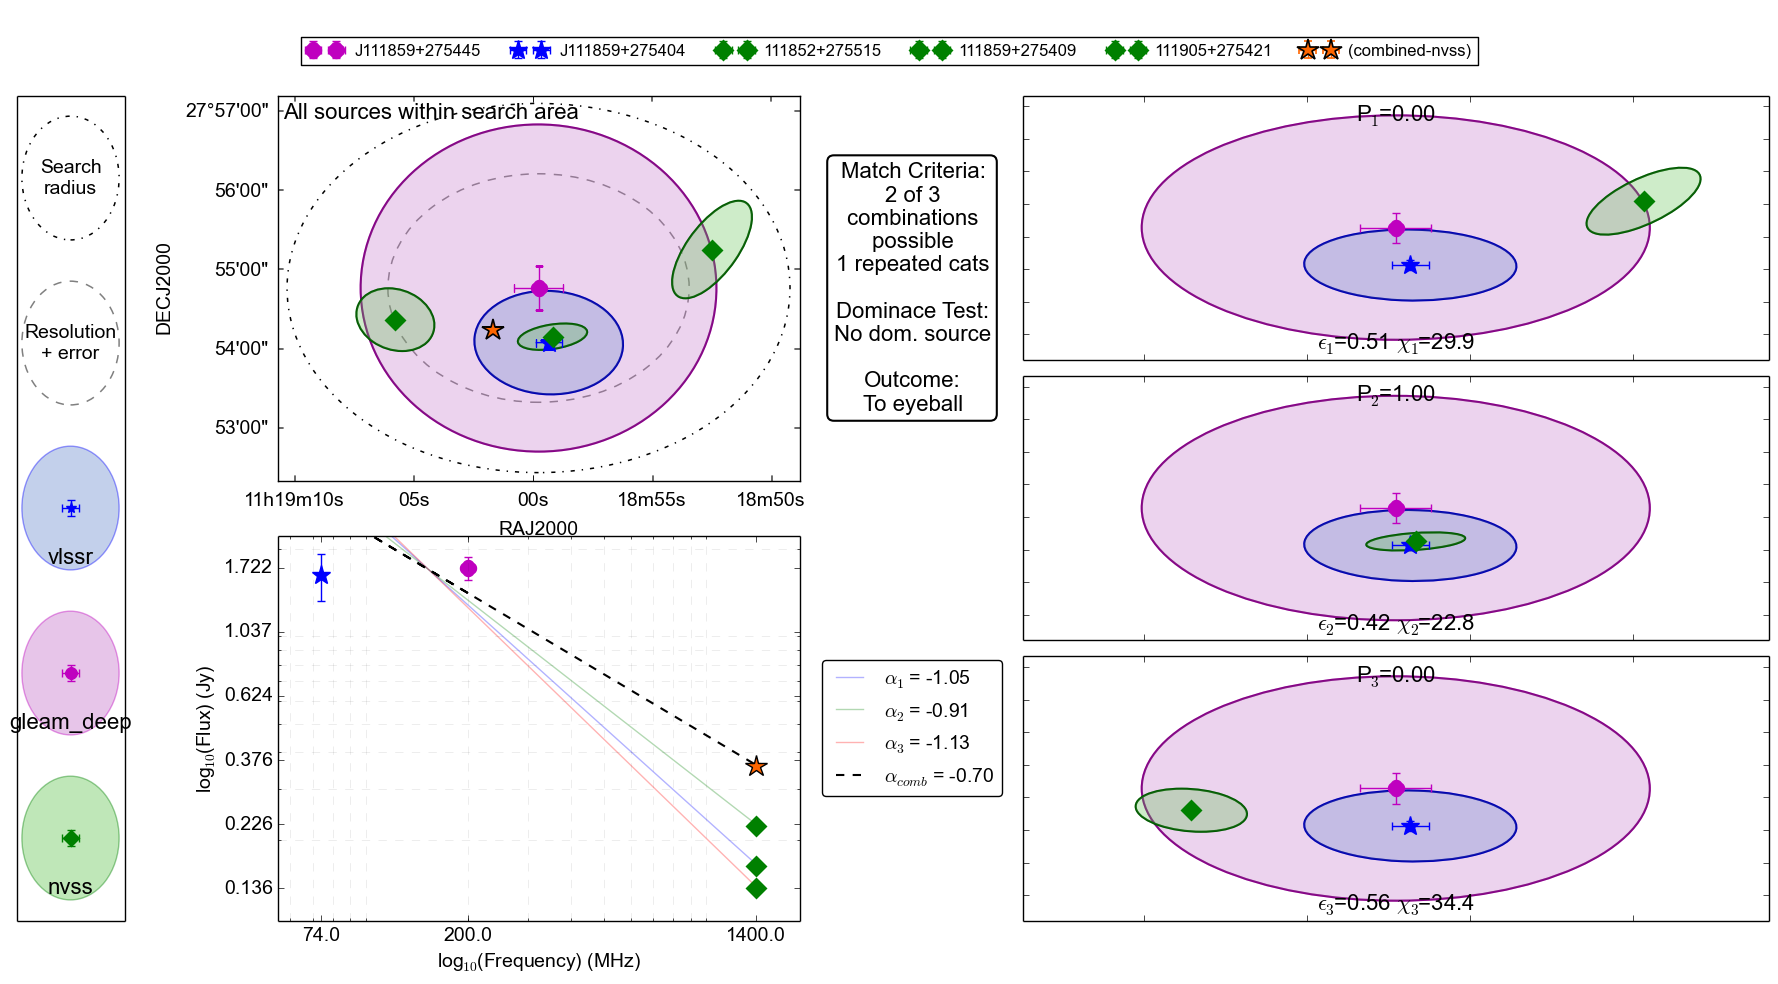 J111859+275445 J111859+275404 111852+275515 111859+275409 111905+275421 (combined-nvss)
Search
radius
Resolution
+ error
vlssr
gleam_deep
nvss
All sources within search area
27°57'00"
56'00"
55'00"
54'00"
53'00"
DECJ2000
11h19m10s 05s 00s 18m55s 18m50s
RAJ2000
Match Criteria:
2 of 3
combinations
possible
1 repeated cats
Dominace Test:
No dom. source
Outcome:
To eyeball
1.722
1.037
0.624
0.376
0.226
0.136
log₁₀(Flux) (Jy)
74.0 200.0 1400.0
log₁₀(Frequency) (MHz)
α₁ = -1.05
α₂ = -0.91
α₃ = -1.13
α_comb = -0.70
P₁=0.00
ϵ₁=0.51 χ₁=29.9
P₂=1.00
ϵ₂=0.42 χ₂=22.8
P₃=0.00
ϵ₃=0.56 χ₃=34.4